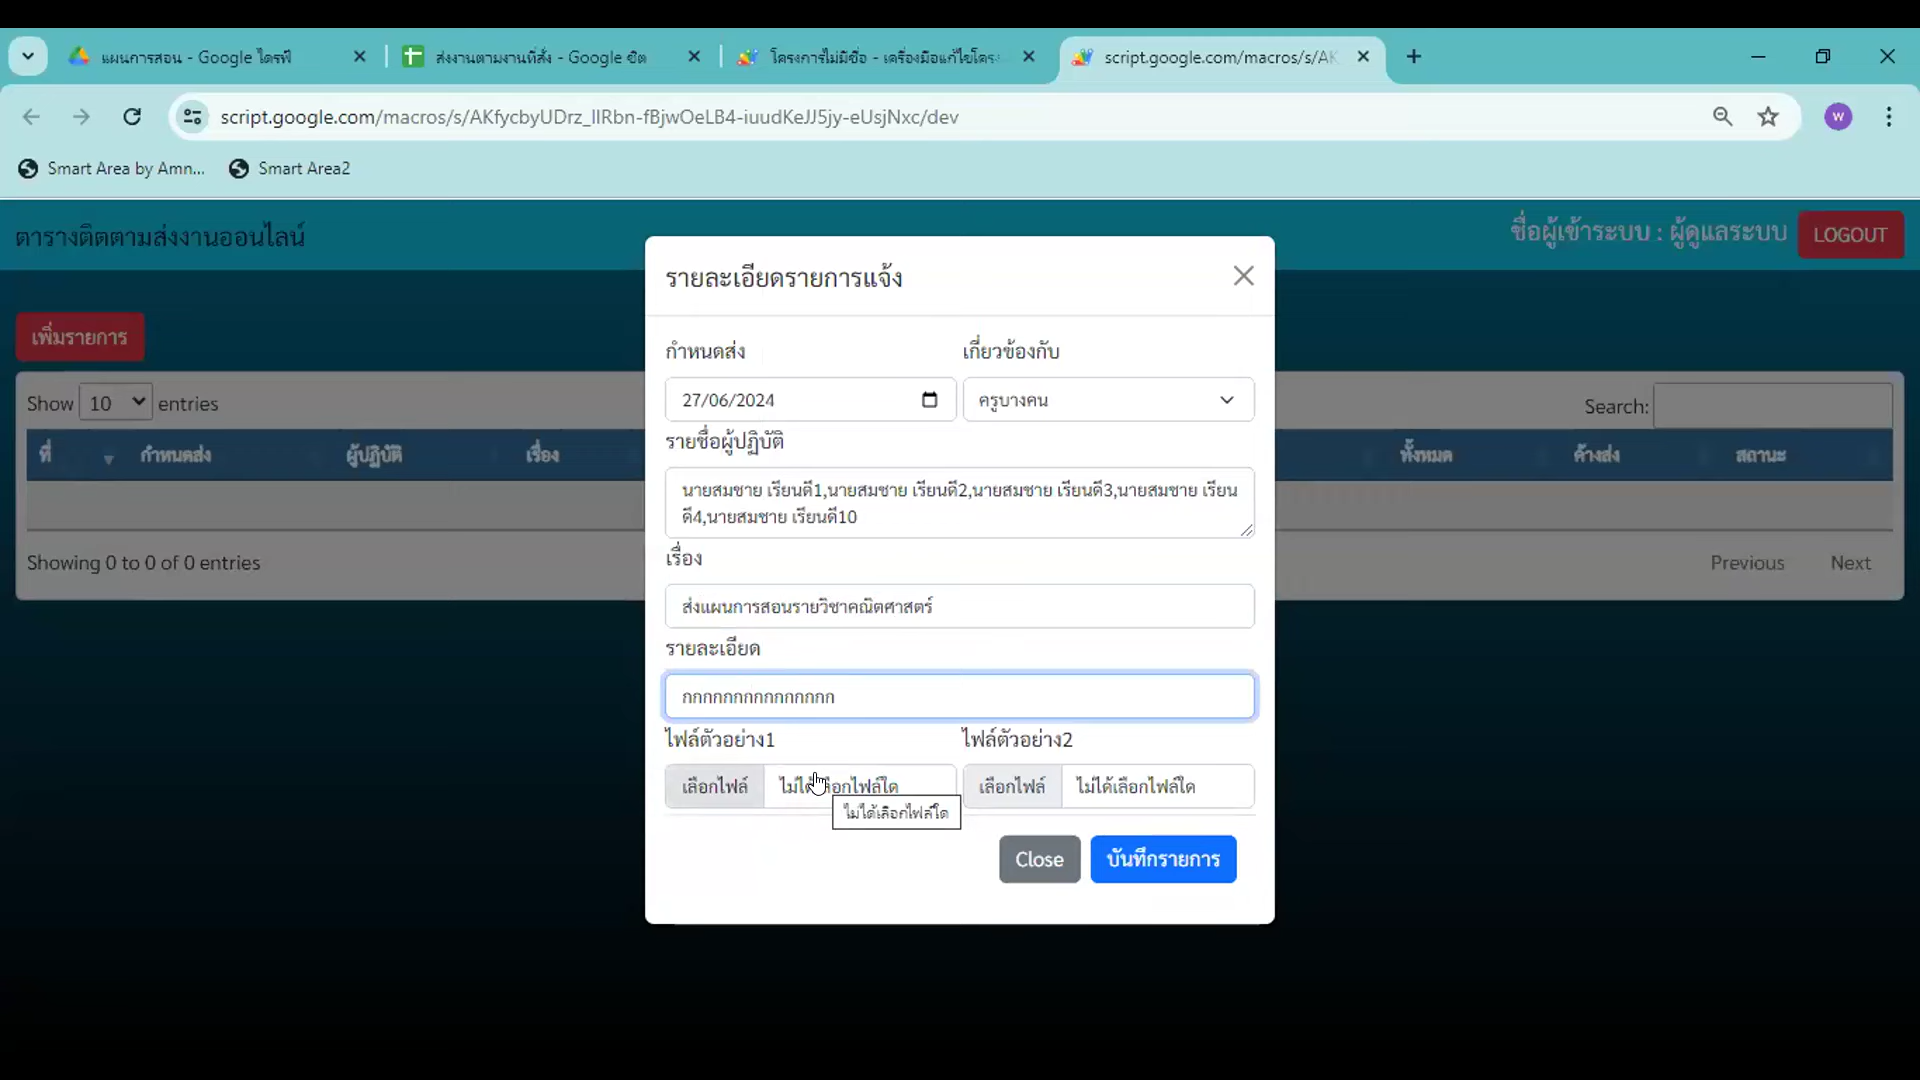 แผนการสอน - Google ไดรฟ์
ส่งงานตามงานที่สั่ง - Google ชีต
โครงการไม่มีชื่อ - เครื่องมือแก้ไขโครง
script.google.com/macros/s/AK
script.google.com/macros/s/AKfycbyUDrz_lIRbn-fBjwOeLB4-iuudKeJJ5jy-eUsjNxc/dev
W
Smart Area by Amn...
Smart Area2
ตารางติดตามส่งงานออนไลน์
ชื่อผู้เข้าระบบ : ผู้ดูแลระบบ
LOGOUT
เพิ่มรายการ
Show 10 entries
Search:
ที่ กำหนดส่ง ผู้ปฏิบัติ เรื่อง ทั้งหมด ค้างส่ง สถานะ
Showing 0 to 0 of 0 entries
Previous Next
รายละเอียดรายการแจ้ง
กำหนดส่ง เกี่ยวข้องกับ
27/06/2024 ครูบางคน
รายชื่อผู้ปฏิบัติ
นายสมชาย เรียนดี1,นายสมชาย เรียนดี2,นายสมชาย เรียนดี3,นายสมชาย เรียน
ดี4,นายสมชาย เรียนดี10
เรื่อง
ส่งแผนการสอนรายวิชาคณิตศาสตร์
รายละเอียด
กกกกกกกกกกกกกกก
ไฟล์ตัวอย่าง1 ไฟล์ตัวอย่าง2
เลือกไฟล์ ไม่ได้เลือกไฟล์ใด เลือกไฟล์ ไม่ได้เลือกไฟล์ใด
ไม่ได้เลือกไฟล์ใด
Close บันทึกรายการ